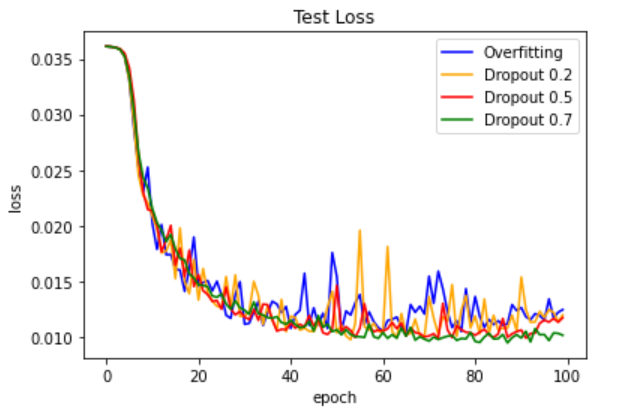 Test Loss
Overfitting
Dropout 0.2
Dropout 0.5
Dropout 0.7
0.035
0.030
0.025
0.020
0.015
0.010
loss
0 20 40 60 80 100
epoch